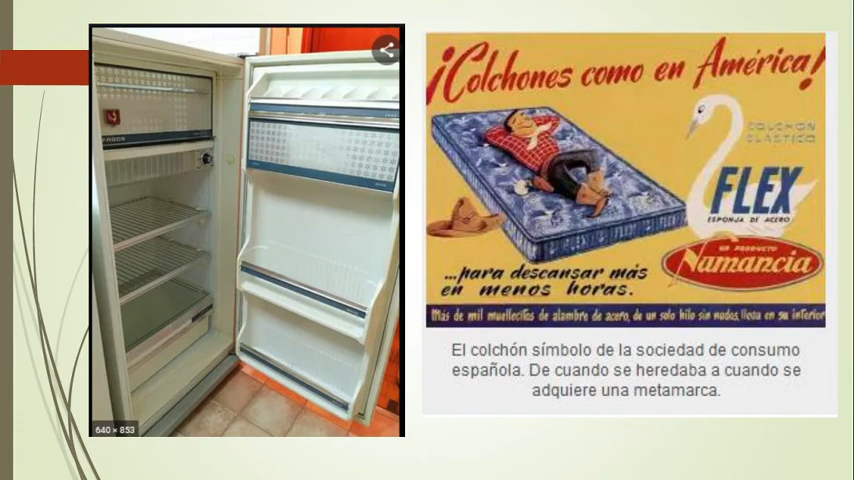 FAGOR
640 × 853
¡Colchones como en América!
COLCHON
ELASTICO
FLEX
ESPONJA DE ACERO
UN PRODUCTO
Numancia
...para descansar más
en menos horas.
Más de mil muellecitos de alambre de acero, de un solo hilo sin nudos, lleva en su interior
El colchón símbolo de la sociedad de consumo
española. De cuando se heredaba a cuando se
adquiere una metamarca.